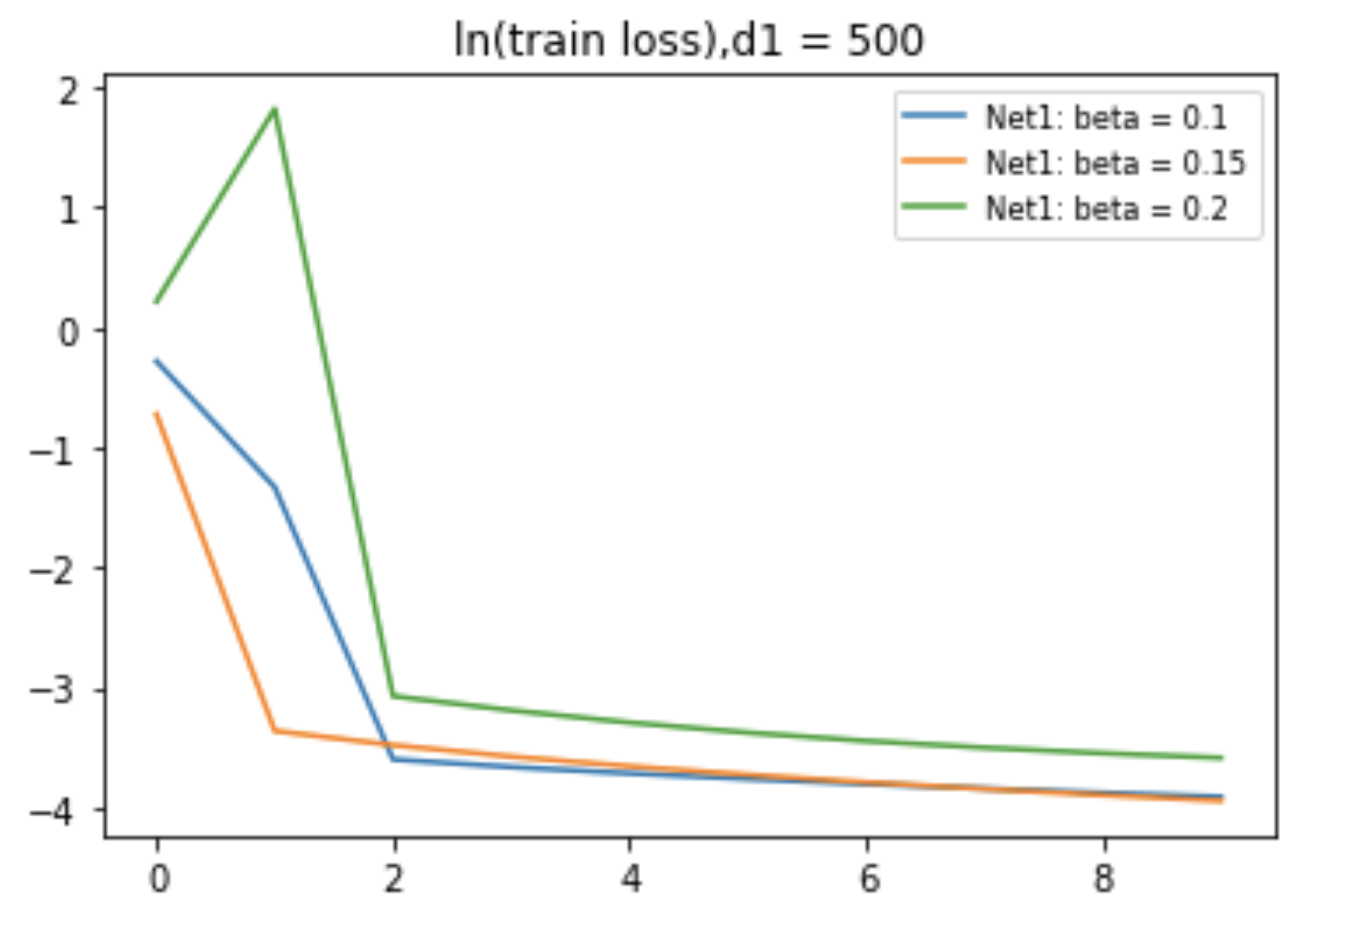 ln(train loss),d1 = 500
Net1: beta = 0.1
Net1: beta = 0.15
Net1: beta = 0.2
2
1
0
−1
−2
−3
−4
0 2 4 6 8